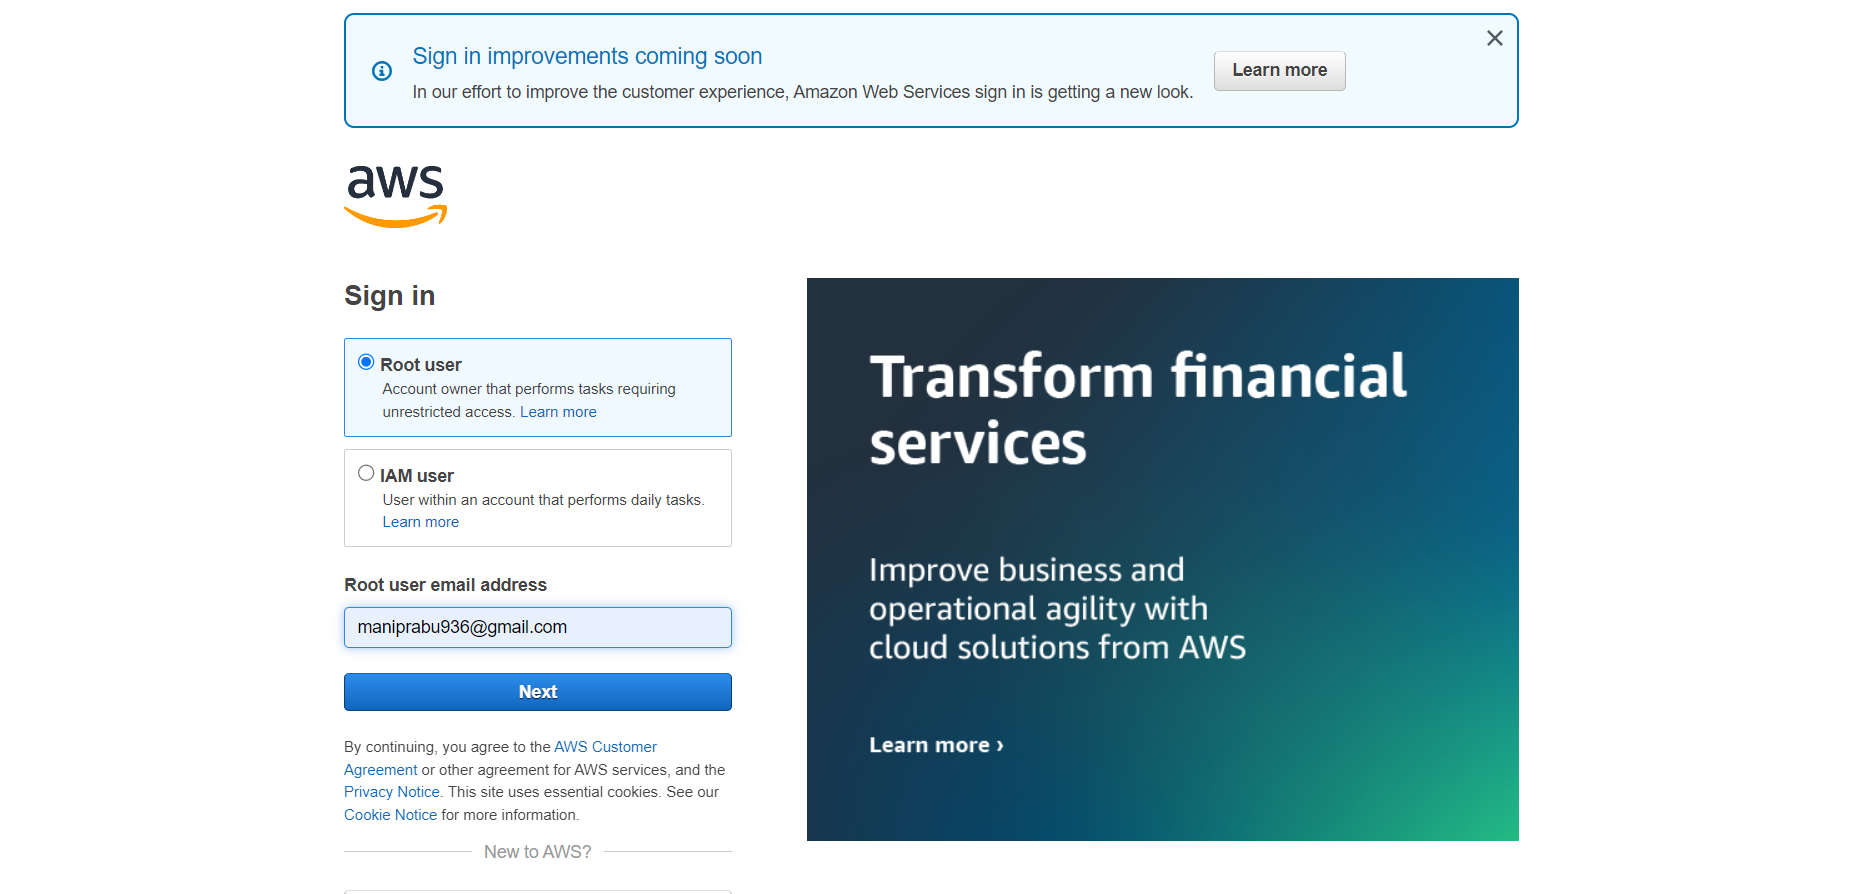 Sign in improvements coming soon
In our effort to improve the customer experience, Amazon Web Services sign in is getting a new look.
Learn more
aws
Sign in
Root user
Account owner that performs tasks requiring
unrestricted access. Learn more
IAM user
User within an account that performs daily tasks.
Learn more
Root user email address
maniprabu936@gmail.com
Next
By continuing, you agree to the AWS Customer
Agreement or other agreement for AWS services, and the
Privacy Notice. This site uses essential cookies. See our
Cookie Notice for more information.
New to AWS?
Transform financial
services
Improve business and
operational agility with
cloud solutions from AWS
Learn more ›